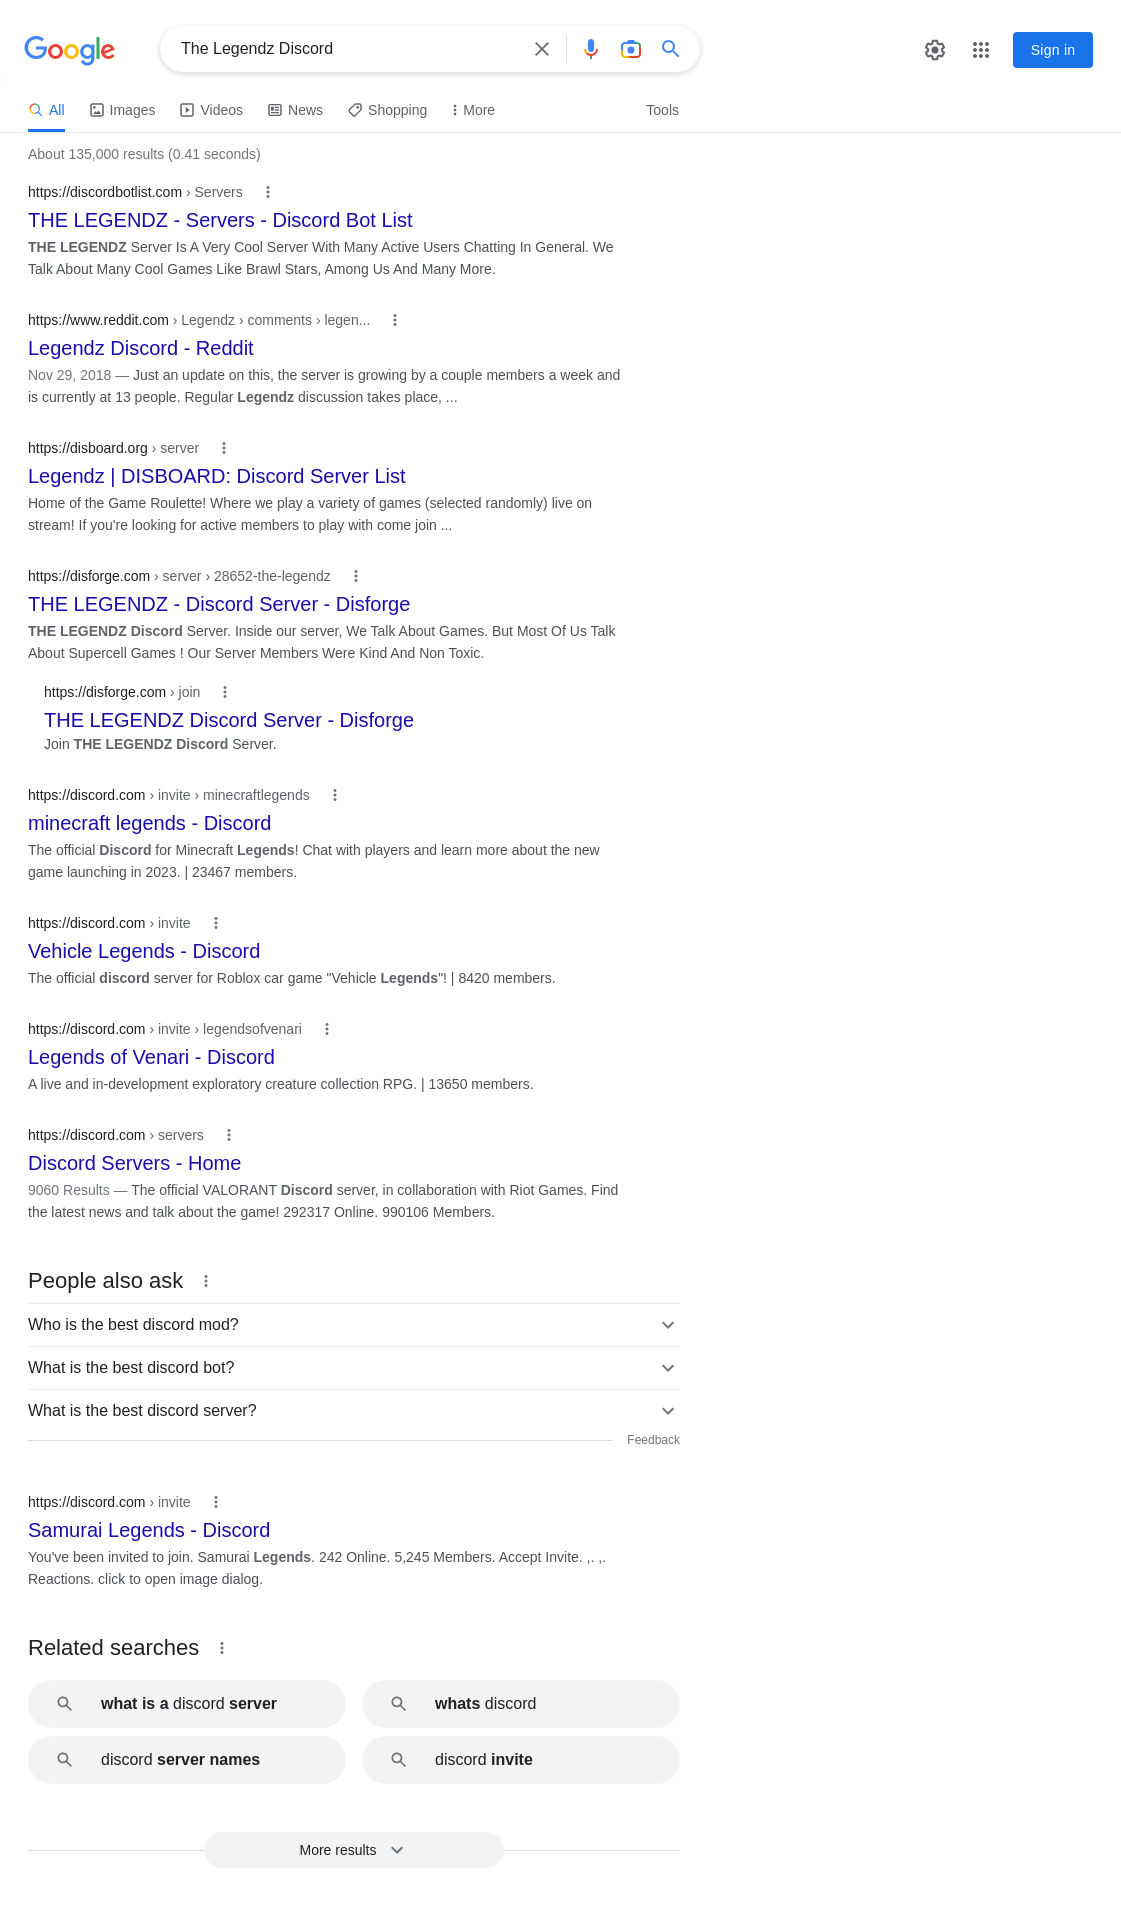 Google
The Legendz Discord
Sign in
All Images Videos News Shopping More Tools
About 135,000 results (0.41 seconds)
https://discordbotlist.com › Servers
THE LEGENDZ - Servers - Discord Bot List
THE LEGENDZ Server Is A Very Cool Server With Many Active Users Chatting In General. We
Talk About Many Cool Games Like Brawl Stars, Among Us And Many More.
https://www.reddit.com › Legendz › comments › legen...
Legendz Discord - Reddit
Nov 29, 2018 — Just an update on this, the server is growing by a couple members a week and
is currently at 13 people. Regular Legendz discussion takes place, ...
https://disboard.org › server
Legendz | DISBOARD: Discord Server List
Home of the Game Roulette! Where we play a variety of games (selected randomly) live on
stream! If you're looking for active members to play with come join ...
https://disforge.com › server › 28652-the-legendz
THE LEGENDZ - Discord Server - Disforge
THE LEGENDZ Discord Server. Inside our server, We Talk About Games. But Most Of Us Talk
About Supercell Games ! Our Server Members Were Kind And Non Toxic.
https://disforge.com › join
THE LEGENDZ Discord Server - Disforge
Join THE LEGENDZ Discord Server.
https://discord.com › invite › minecraftlegends
minecraft legends - Discord
The official Discord for Minecraft Legends! Chat with players and learn more about the new
game launching in 2023. | 23467 members.
https://discord.com › invite
Vehicle Legends - Discord
The official discord server for Roblox car game "Vehicle Legends"! | 8420 members.
https://discord.com › invite › legendsofvenari
Legends of Venari - Discord
A live and in-development exploratory creature collection RPG. | 13650 members.
https://discord.com › servers
Discord Servers - Home
9060 Results — The official VALORANT Discord server, in collaboration with Riot Games. Find
the latest news and talk about the game! 292317 Online. 990106 Members.
People also ask
Who is the best discord mod?
What is the best discord bot?
What is the best discord server?
Feedback
https://discord.com › invite
Samurai Legends - Discord
You've been invited to join. Samurai Legends. 242 Online. 5,245 Members. Accept Invite. ,. ,.
Reactions. click to open image dialog.
Related searches
what is a discord server
whats discord
discord server names
discord invite
More results